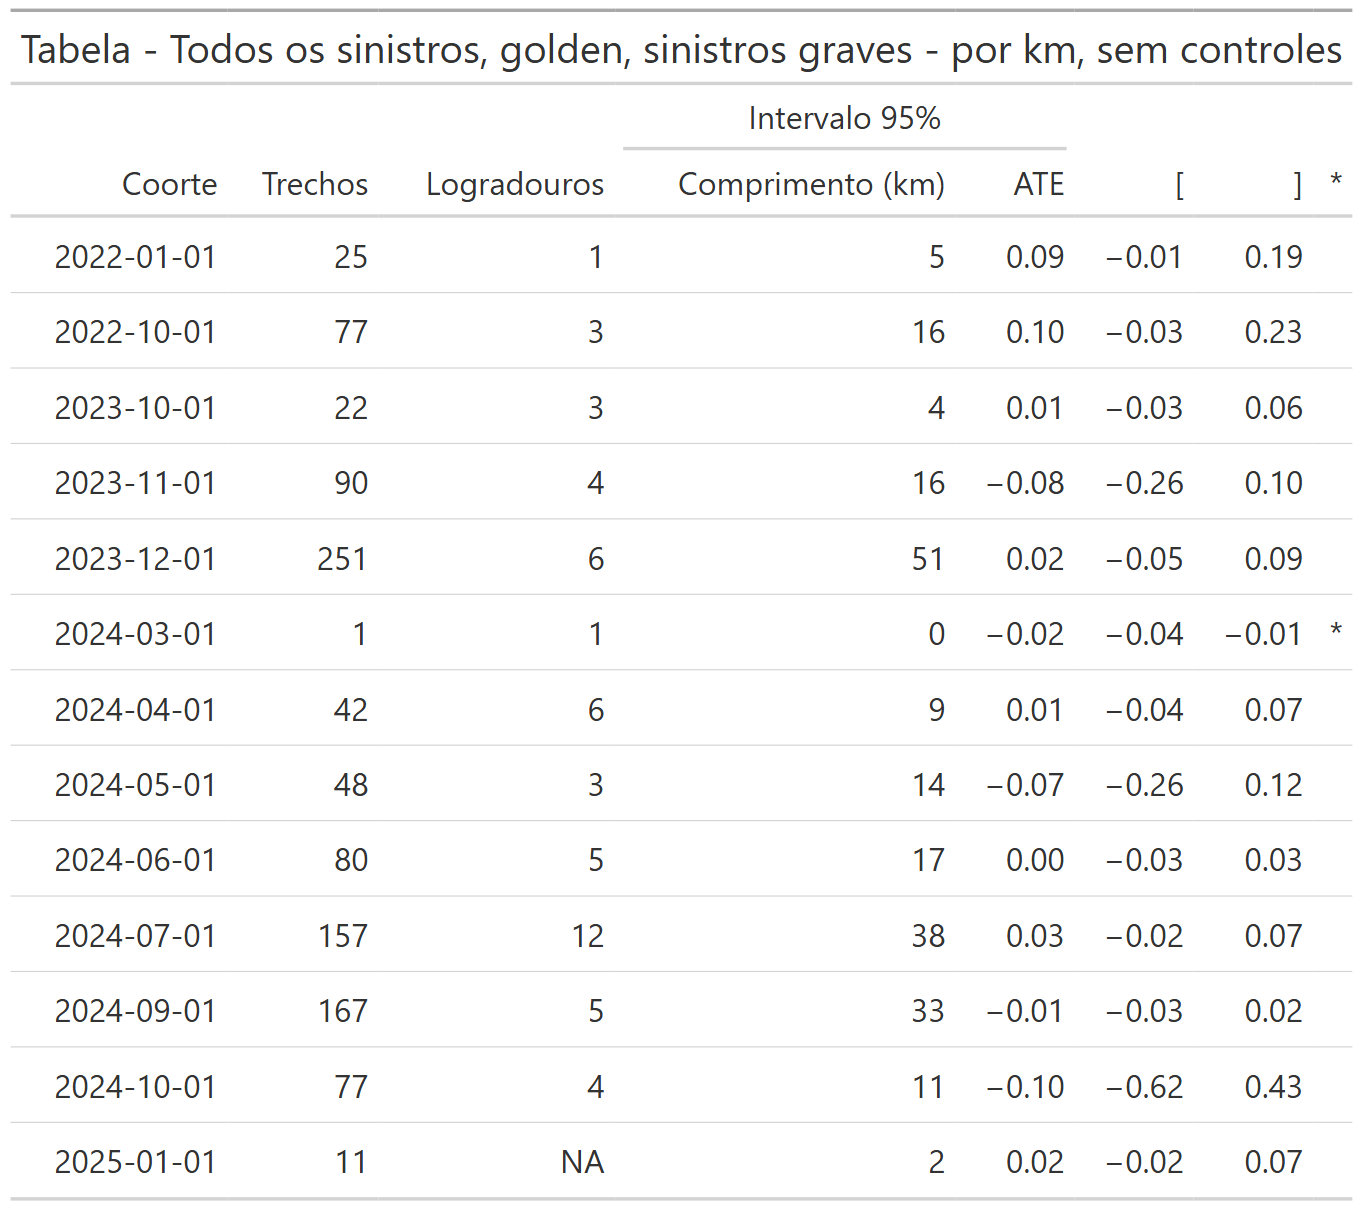 Tabela - Todos os sinistros, golden, sinistros graves - por km, sem controles
Intervalo 95%
Coorte Trechos Logradouros Comprimento (km) ATE [ ] *
2022-01-01 25 1 5 0.09 −0.01 0.19
2022-10-01 77 3 16 0.10 −0.03 0.23
2023-10-01 22 3 4 0.01 −0.03 0.06
2023-11-01 90 4 16 −0.08 −0.26 0.10
2023-12-01 251 6 51 0.02 −0.05 0.09
2024-03-01 1 1 0 −0.02 −0.04 −0.01 *
2024-04-01 42 6 9 0.01 −0.04 0.07
2024-05-01 48 3 14 −0.07 −0.26 0.12
2024-06-01 80 5 17 0.00 −0.03 0.03
2024-07-01 157 12 38 0.03 −0.02 0.07
2024-09-01 167 5 33 −0.01 −0.03 0.02
2024-10-01 77 4 11 −0.10 −0.62 0.43
2025-01-01 11 NA 2 0.02 −0.02 0.07